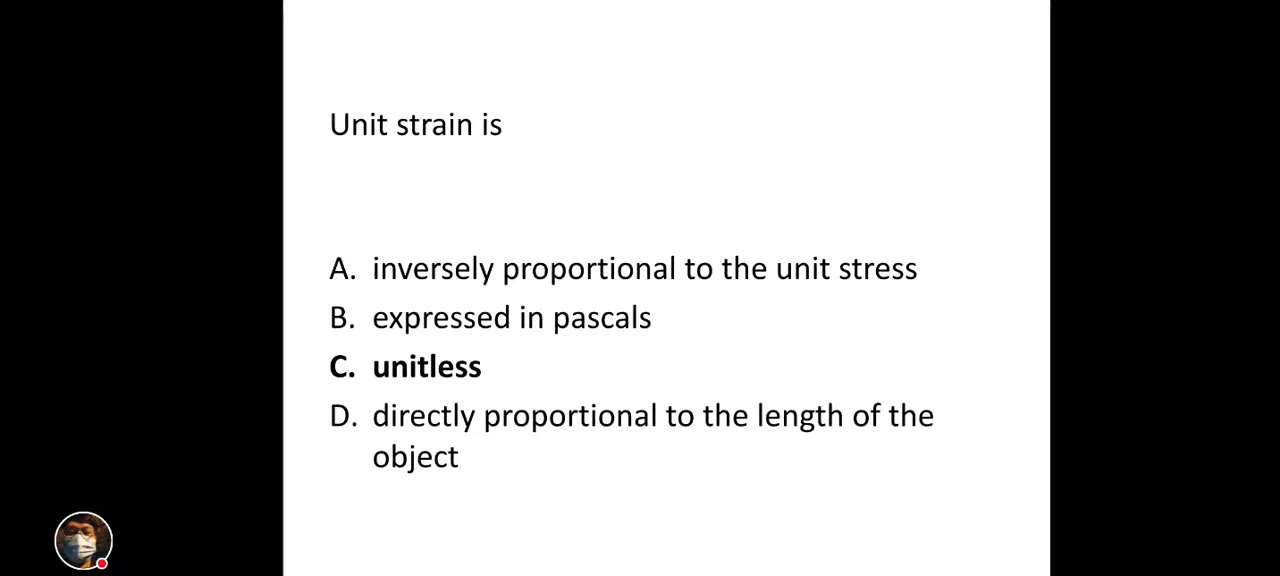 Unit strain is
A. inversely proportional to the unit stress
B. expressed in pascals
C. unitless
D. directly proportional to the length of the
object